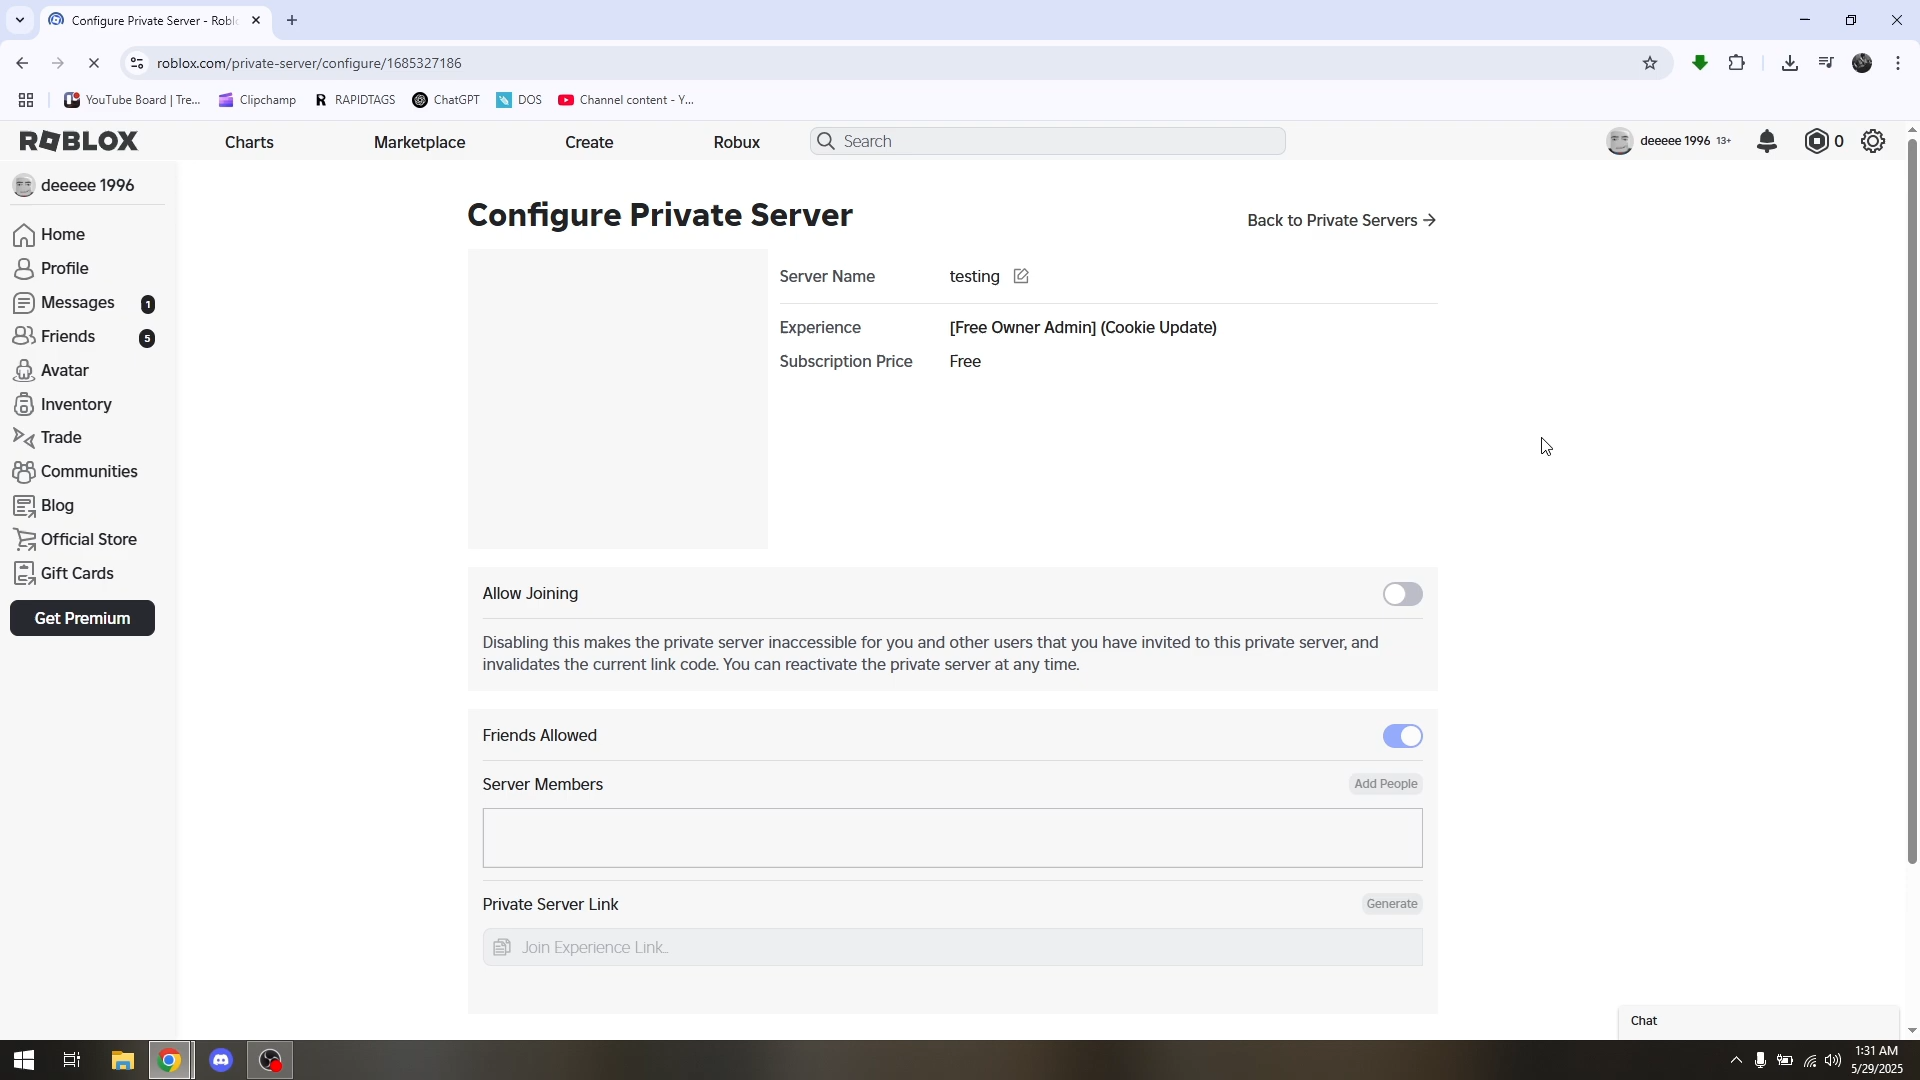 Configure Private Server - Robl
roblox.com/private-server/configure/1685327186
YouTube Board | Tre...
Clipchamp
RAPIDTAGS
ChatGPT
DOS
Channel content - Y...
ROBLOX
Charts
Marketplace
Create
Robux
Search
deeeee 1996 13+
0
deeeee 1996
Home
Profile
Messages 1
Friends 5
Avatar
Inventory
Trade
Communities
Blog
Official Store
Gift Cards
Get Premium
Configure Private Server
Back to Private Servers →
Server Name testing
Experience [Free Owner Admin] (Cookie Update)
Subscription Price Free
Allow Joining
Disabling this makes the private server inaccessible for you and other users that you have invited to this private server, and
invalidates the current link code. You can reactivate the private server at any time.
Friends Allowed
Server Members
Add People
Private Server Link
Generate
Join Experience Link...
Chat
1:31 AM
5/29/2025